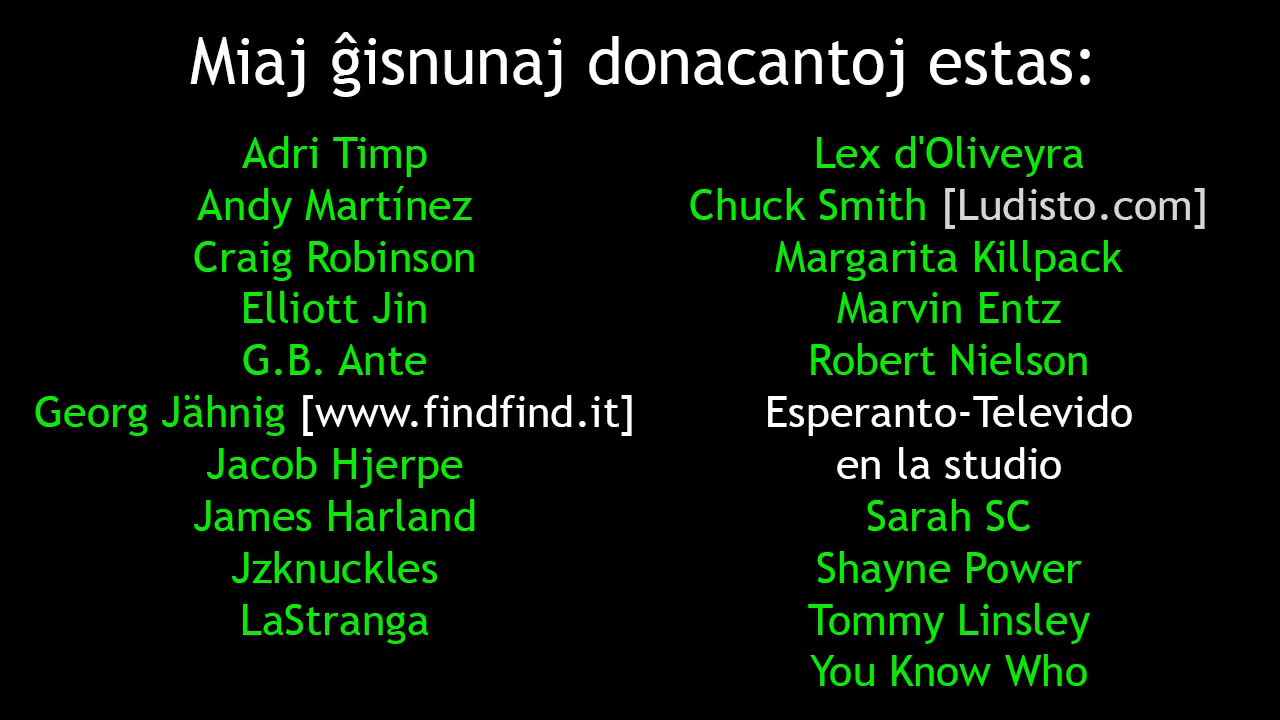 Miaj ĝisnunaj donacantoj estas:
Adri Timp
Andy Martínez
Craig Robinson
Elliott Jin
G.B. Ante
Georg Jähnig [www.findfind.it]
Jacob Hjerpe
James Harland
Jzknuckles
LaStranga
Lex d'Oliveyra
Chuck Smith [Ludisto.com]
Margarita Killpack
Marvin Entz
Robert Nielson
Esperanto-Televido
en la studio
Sarah SC
Shayne Power
Tommy Linsley
You Know Who